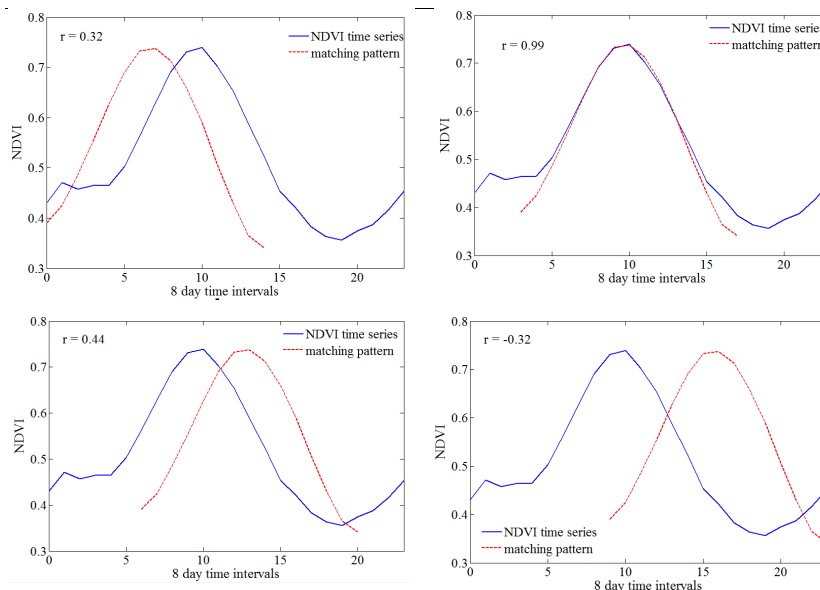 r = 0.32
NDVI time series
matching pattern
0.8
0.7
0.6
0.5
0.4
0.3
NDVI
0 5 10 15 20
8 day time intervals
r = 0.99
NDVI time series
mattching pattern
0.8
0.7
0.6
0.5
0.4
0.3
NDVI
0 5 10 15 20
8 day time intervals
r = 0.44
NDVI time series
matching pattern
0.8
0.7
0.6
0.5
0.4
0.3
NDVI
0 5 10 15 20
8 day time intervals
r = -0.32
NDVI time series
matching pattern
0.8
0.7
0.6
0.5
0.4
0.3
NDVI
0 5 10 15 20
8 day time intervals